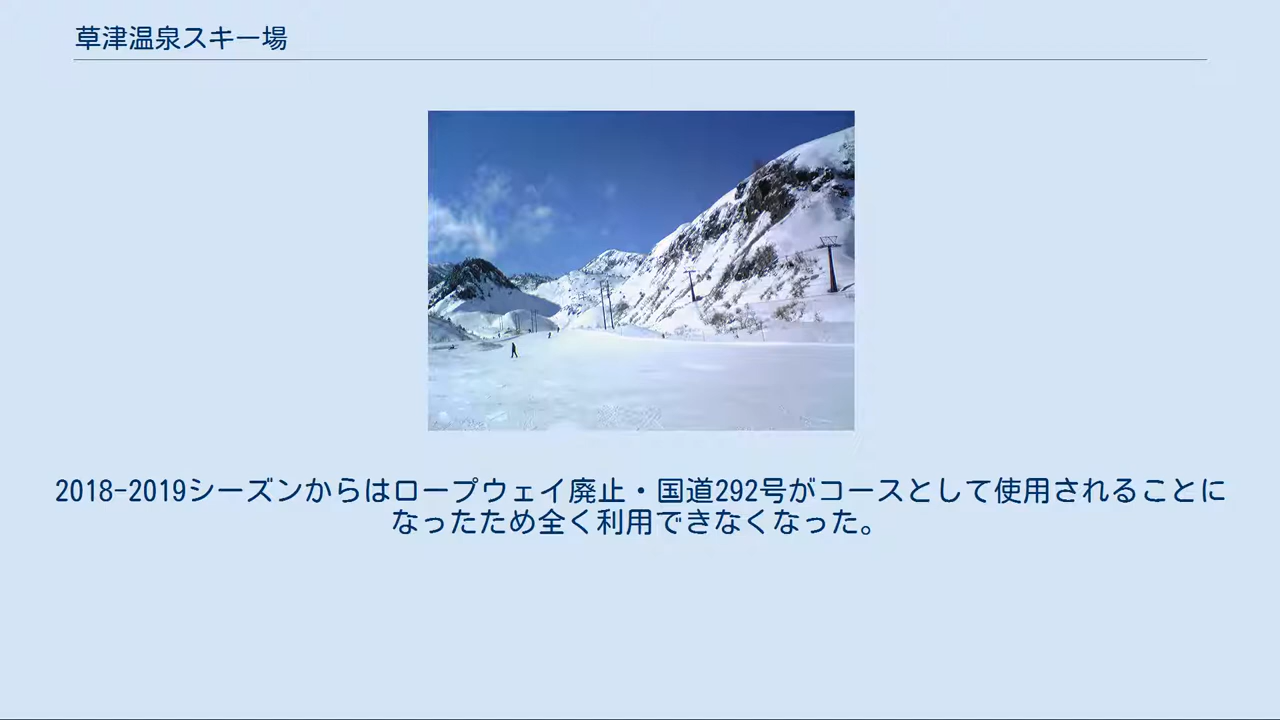 草津温泉スキー場
2018-2019シーズンからはロープウェイ廃止・国道292号がコースとして使用されることに
なったため全く利用できなくなった。